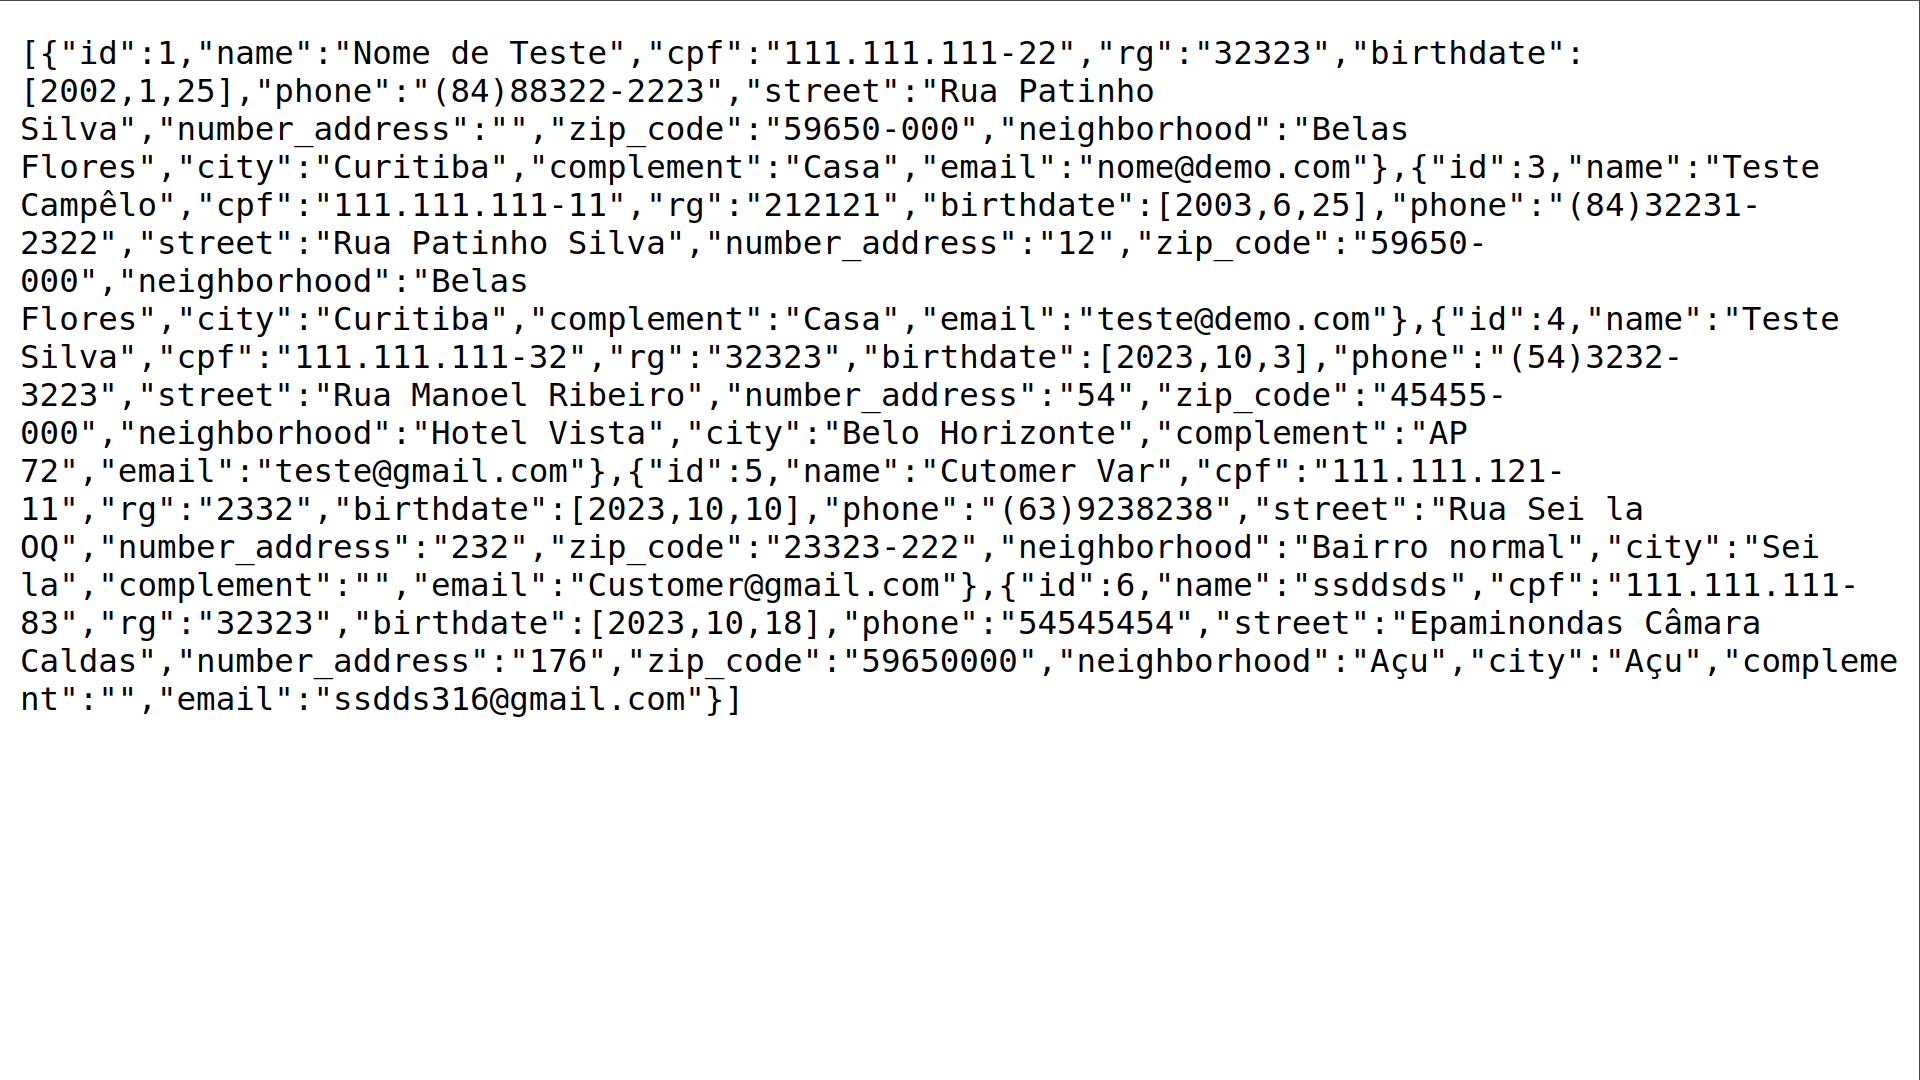 [{"id":1,"name":"Nome de Teste","cpf":"111.111.111-22","rg":"32323","birthdate":
[2002,1,25],"phone":"(84)88322-2223","street":"Rua Patinho
Silva","number_address":"","zip_code":"59650-000","neighborhood":"Belas
Flores","city":"Curitiba","complement":"Casa","email":"nome@demo.com"},{"id":3,"name":"Teste
Campêlo","cpf":"111.111.111-11","rg":"212121","birthdate":[2003,6,25],"phone":"(84)32231-
2322","street":"Rua Patinho Silva","number_address":"12","zip_code":"59650-
000","neighborhood":"Belas
Flores","city":"Curitiba","complement":"Casa","email":"teste@demo.com"},{"id":4,"name":"Teste
Silva","cpf":"111.111.111-32","rg":"32323","birthdate":[2023,10,3],"phone":"(54)3232-
3223","street":"Rua Manoel Ribeiro","number_address":"54","zip_code":"45455-
000","neighborhood":"Hotel Vista","city":"Belo Horizonte","complement":"AP
72","email":"teste@gmail.com"},{"id":5,"name":"Cutomer Var","cpf":"111.111.121-
11","rg":"2332","birthdate":[2023,10,10],"phone":"(63)9238238","street":"Rua Sei la
OQ","number_address":"232","zip_code":"23323-222","neighborhood":"Bairro normal","city":"Sei
la","complement":"","email":"Customer@gmail.com"},{"id":6,"name":"ssddsds","cpf":"111.111.111-
83","rg":"32323","birthdate":[2023,10,18],"phone":"54545454","street":"Epaminondas Câmara
Caldas","number_address":"176","zip_code":"59650000","neighborhood":"Açu","city":"Açu","compleme
nt":"","email":"ssdds316@gmail.com"}]